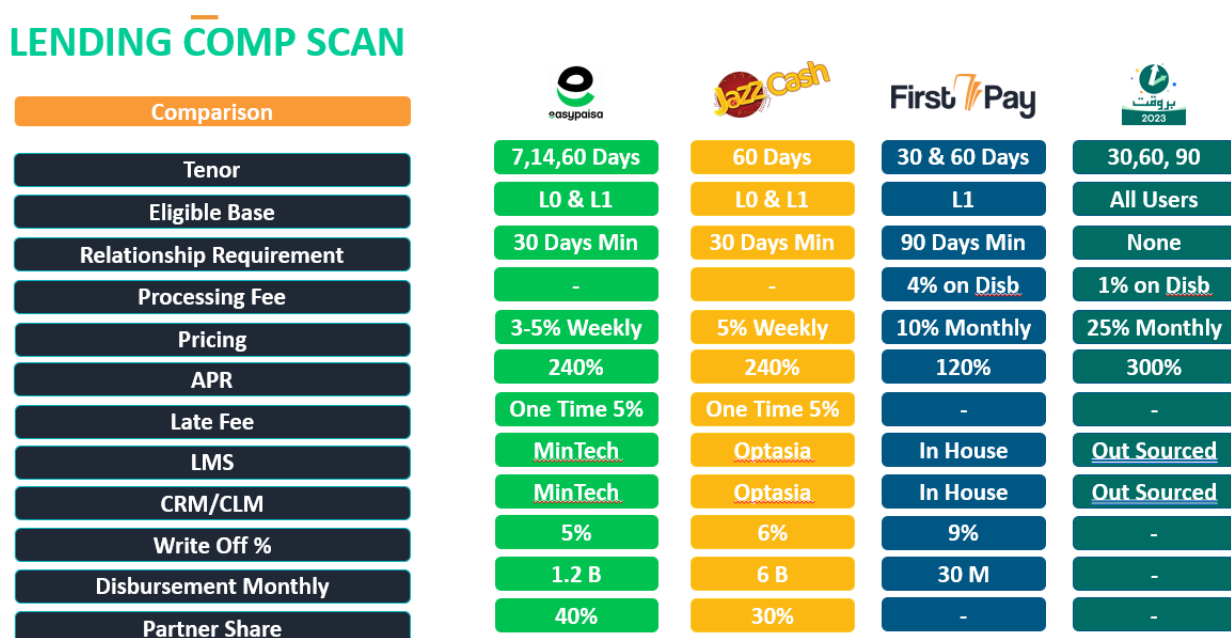 LENDING COMP SCAN
Comparison
easypaisa
JazzCash
First Pay
بروقت
2023
Tenor
7,14,60 Days
60 Days
30 & 60 Days
30,60, 90
Eligible Base
L0 & L1
L0 & L1
L1
All Users
Relationship Requirement
30 Days Min
30 Days Min
90 Days Min
None
Processing Fee
-
-
4% on Disb
1% on Disb
Pricing
3-5% Weekly
5% Weekly
10% Monthly
25% Monthly
APR
240%
240%
120%
300%
Late Fee
One Time 5%
One Time 5%
-
-
LMS
MinTech
Optasia
In House
Out Sourced
CRM/CLM
MinTech
Optasia
In House
Out Sourced
Write Off %
5%
6%
9%
-
Disbursement Monthly
1.2 B
6 B
30 M
-
Partner Share
40%
30%
-
-